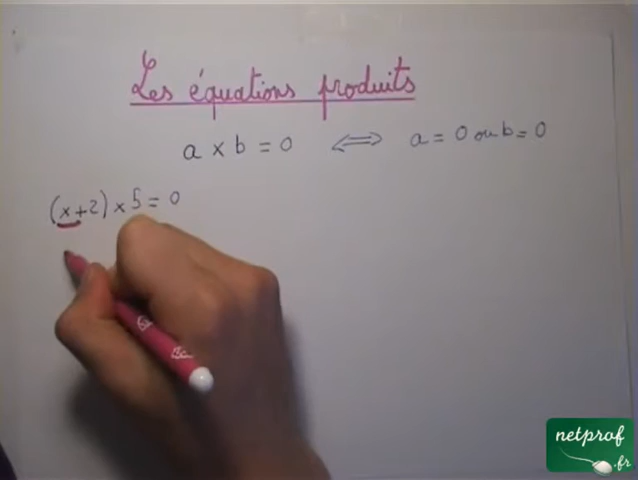 Les équations produits
a × b = 0 ⟺ a = 0 ou b = 0
(x+2) × 5 = 0
netprof
.fr